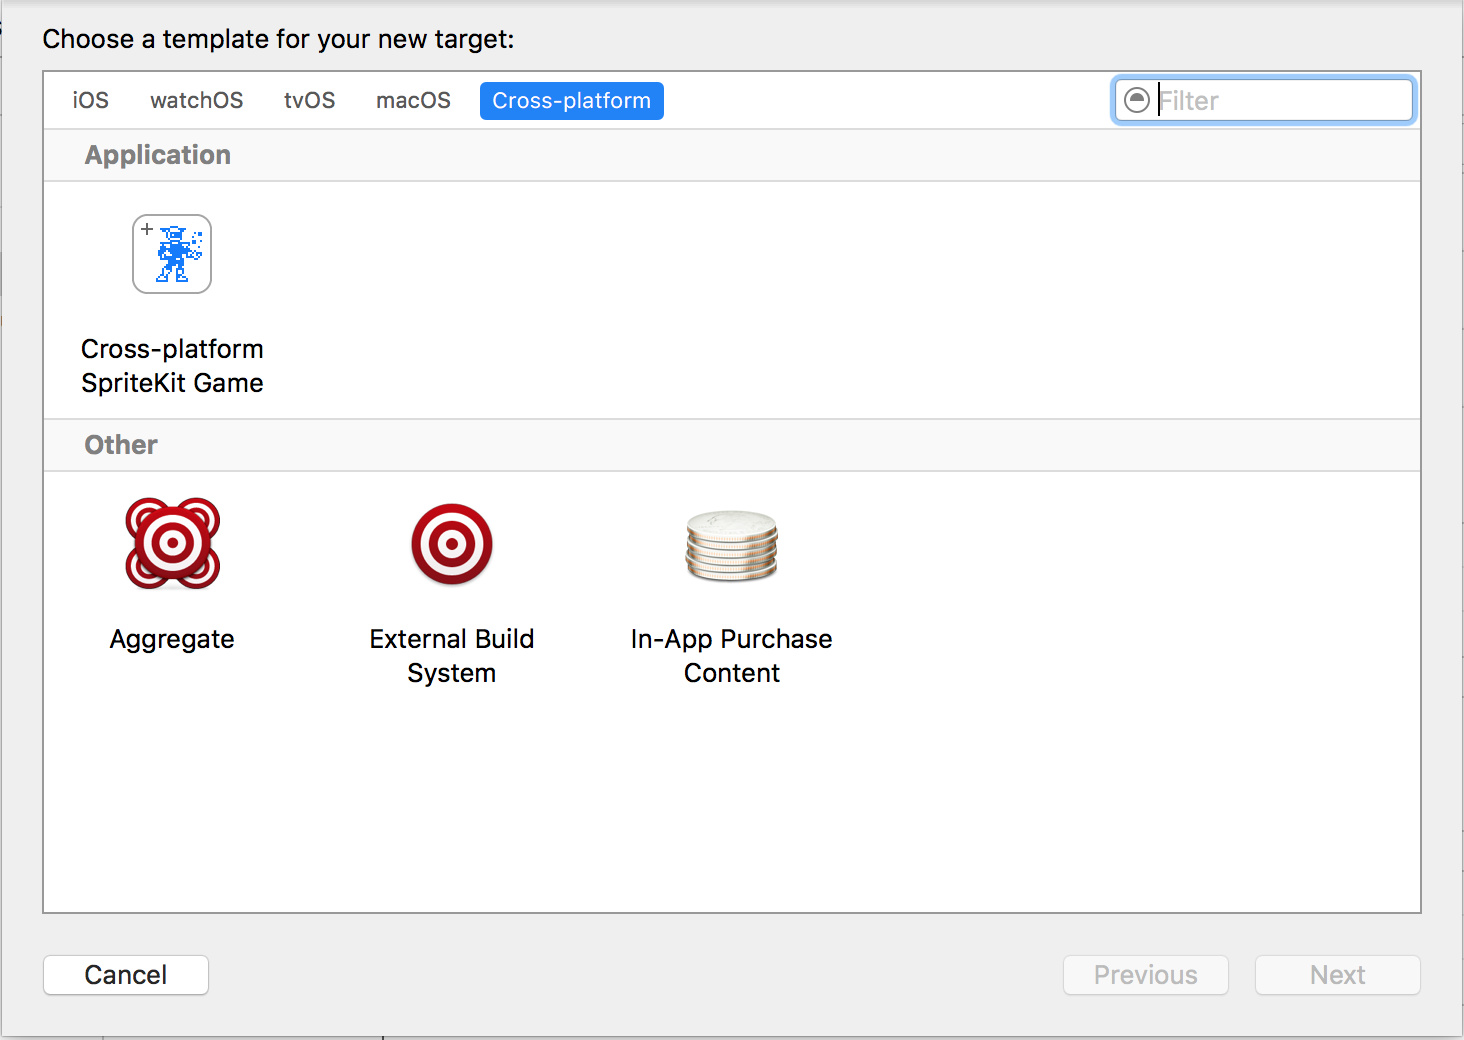 Choose a template for your new target:
iOS watchOS tvOS macOS Cross-platform Filter
Application
Cross-platform
SpriteKit Game
Other
Aggregate External Build In-App Purchase
System Content
Cancel Previous Next